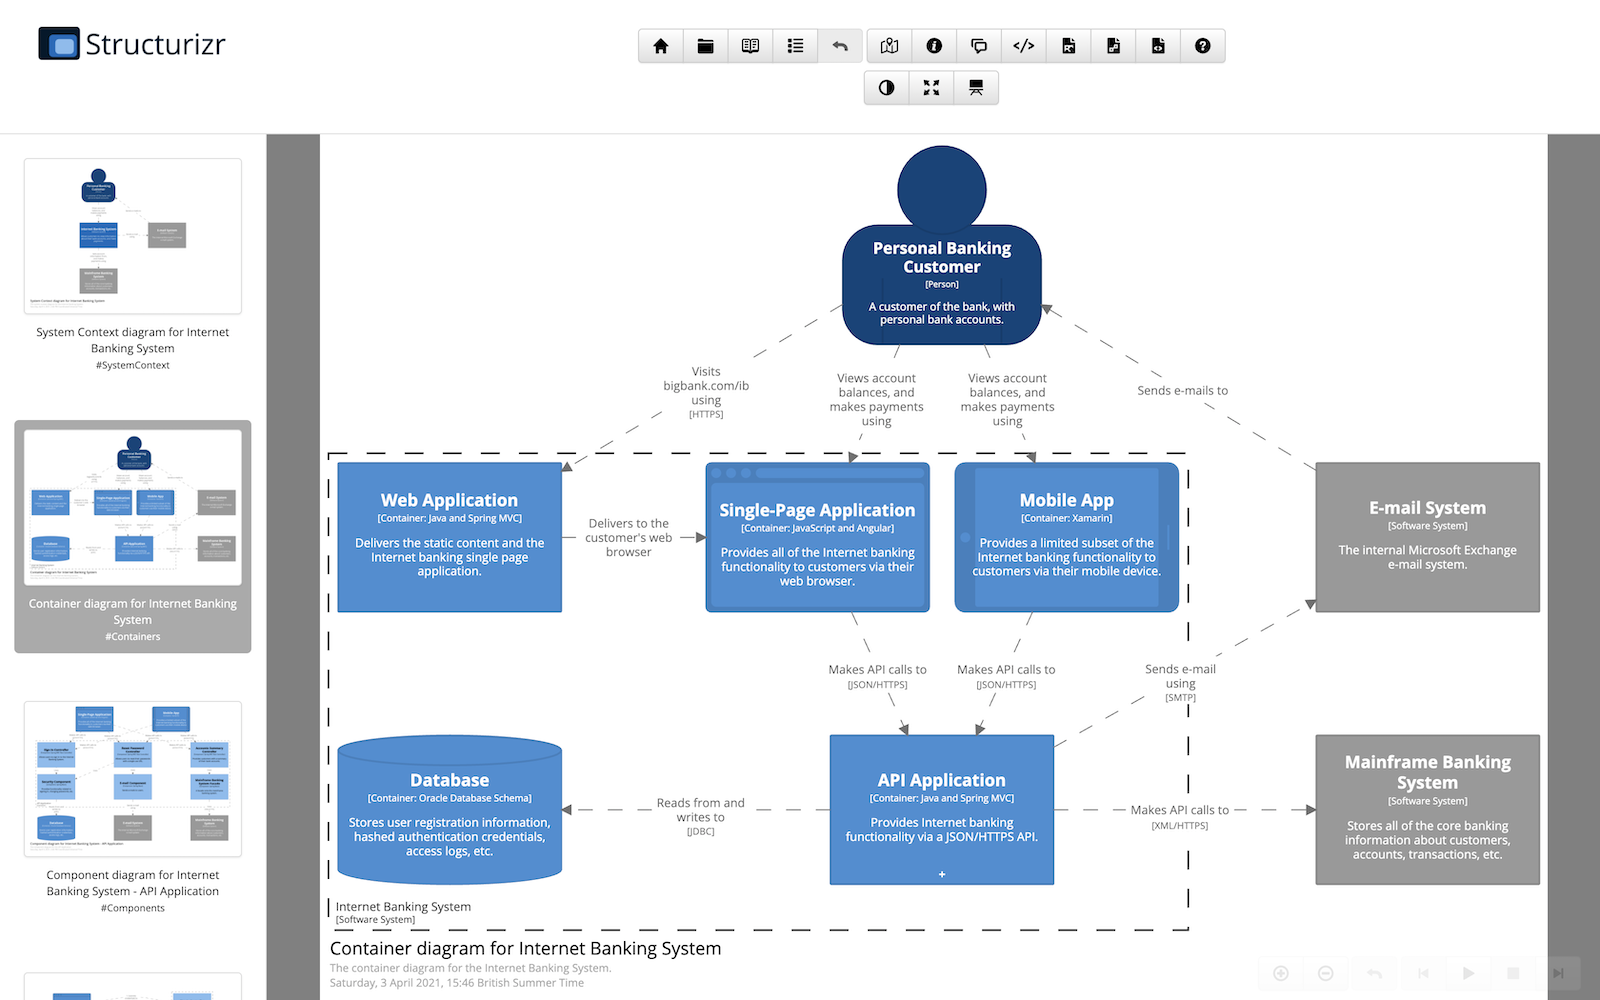 Structurizr
System Context diagram for Internet
Banking System
#SystemContext
Container diagram for Internet Banking
System
#Containers
Component diagram for Internet
Banking System - API Application
#Components
Personal Banking
Customer
[Person]
A customer of the bank, with
personal bank accounts.
Visits
bigbank.com/ib
using
[HTTPS]
Views account
balances, and
makes payments
using
Views account
balances, and
makes payments
using
Sends e-mails to
Web Application
[Container: Java and Spring MVC]
Delivers the static content and the
Internet banking single page
application.
Delivers to the
customer's web
browser
Single-Page Application
[Container: JavaScript and Angular]
Provides all of the Internet banking
functionality to customers via their
web browser.
Mobile App
[Container: Xamarin]
Provides a limited subset of the
Internet banking functionality to
customers via their mobile device.
E-mail System
[Software System]
The internal Microsoft Exchange
e-mail system.
Makes API calls to
[JSON/HTTPS]
Makes API calls to
[JSON/HTTPS]
Sends e-mail
using
[SMTP]
Database
[Container: Oracle Database Schema]
Stores user registration information,
hashed authentication credentials,
access logs, etc.
Reads from and
writes to
[JDBC]
API Application
[Container: Java and Spring MVC]
Provides Internet banking
functionality via a JSON/HTTPS API.
+
Makes API calls to
[XML/HTTPS]
Mainframe Banking
System
[Software System]
Stores all of the core banking
information about customers,
accounts, transactions, etc.
Internet Banking System
[Software System]
Container diagram for Internet Banking System
The container diagram for the Internet Banking System.
Saturday, 3 April 2021, 15:46 British Summer Time